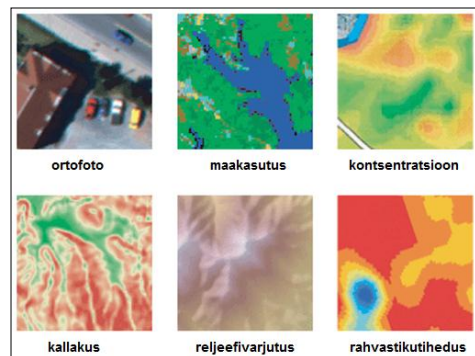 ortofoto
maakasutus
kontsentratsioon
kallakus
reljeefivarjutus
rahvastikutihedus